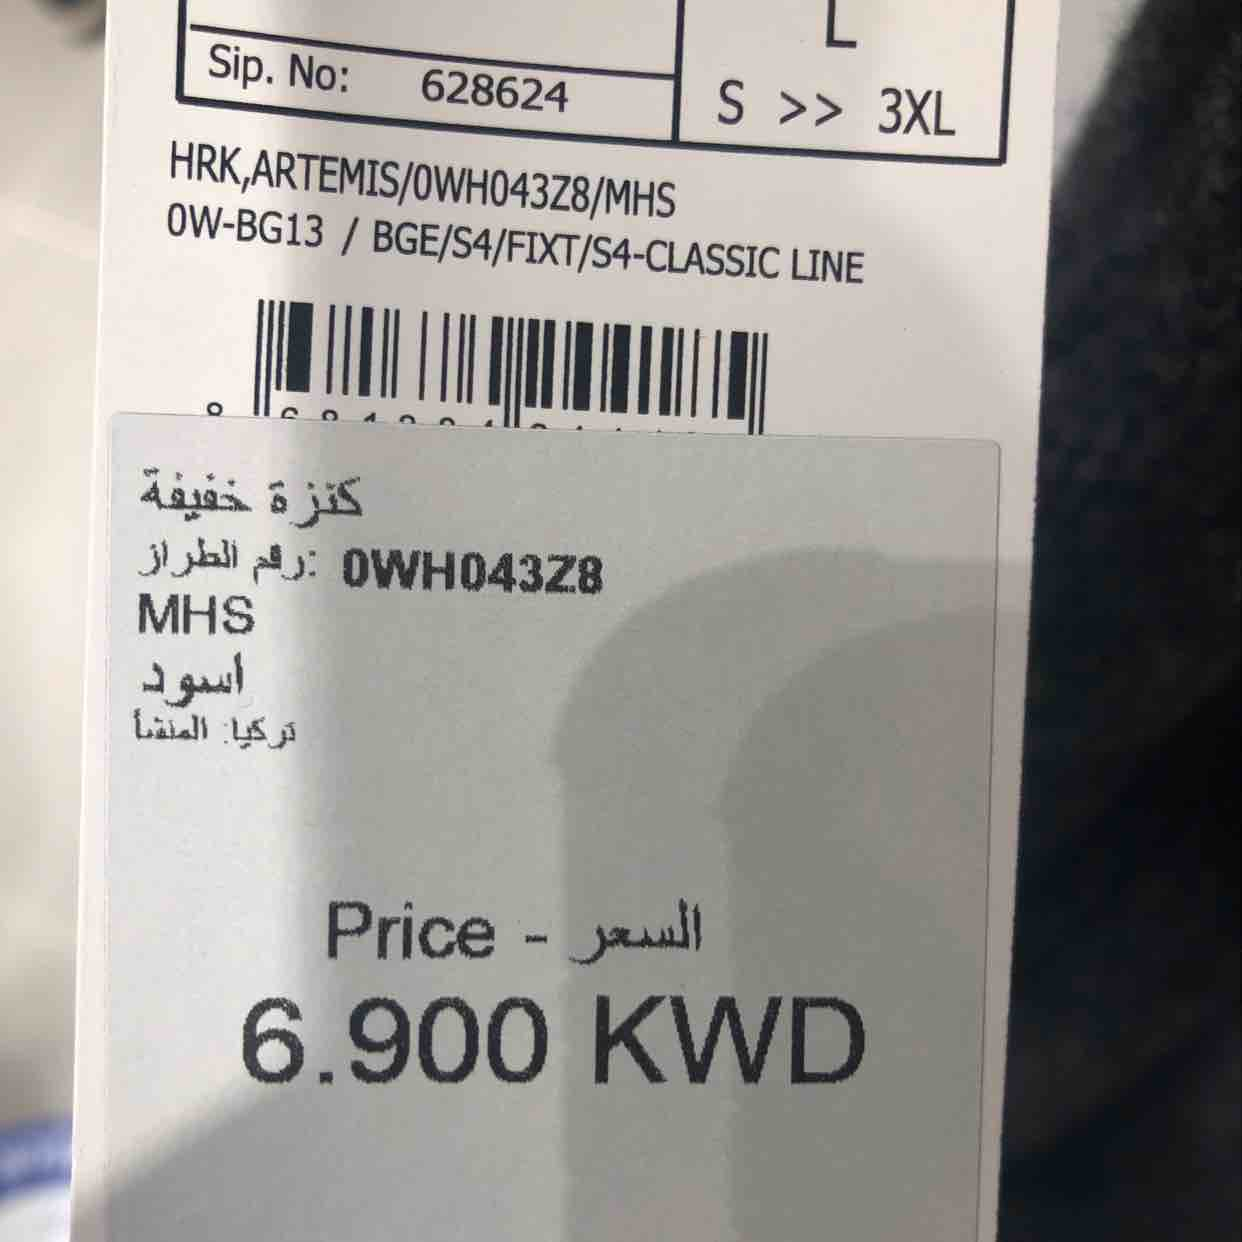 L
Sip. No: 628624
S >> 3XL
HRK,ARTEMIS/0WH043Z8/MHS
0W-BG13 / BGE/S4/FIXT/S4-CLASSIC LINE
كنزة خفيفة
رقم الطراز: 0WH043Z8
MHS
اسود
تركيا: المنشأ
Price - السعر
6.900 KWD